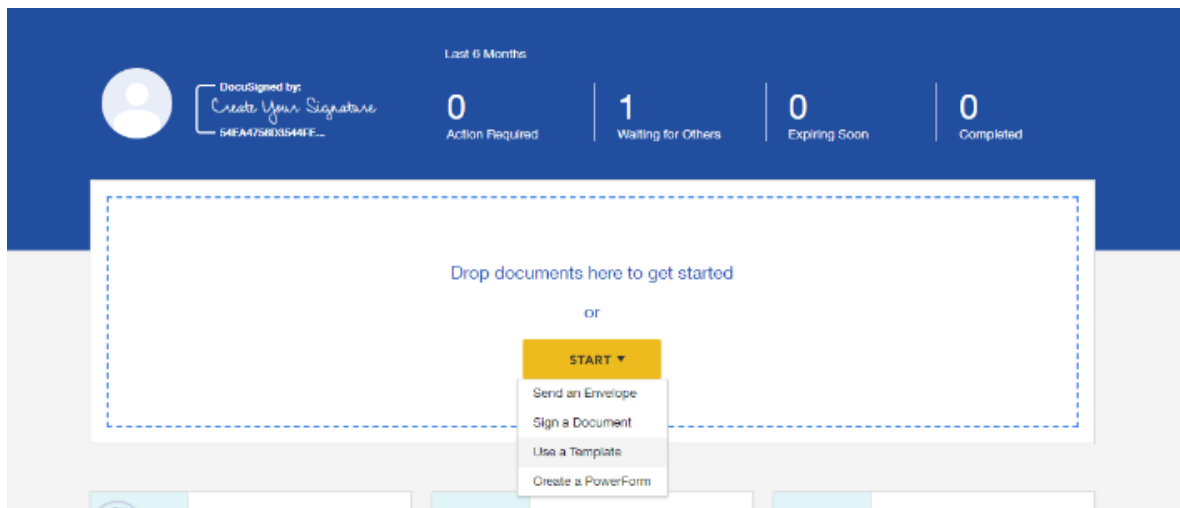 Last 6 Months
DocuSigned by:
Create Your Signature
0
Action Required
1
Waiting for Others
0
Expiring Soon
0
Completed
Drop documents here to get started
or
START
Send an Envelope
Sign a Document
Use a Template
Create a PowerForm